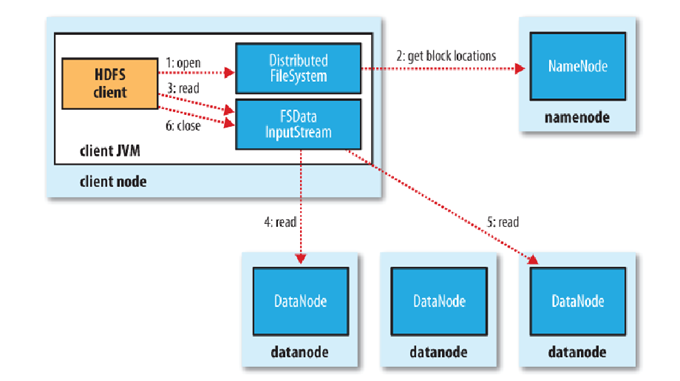 HDFS
client
1: open
3: read
6: close
Distributed
FileSystem
FSData
InputStream
client JVM
client node
2: get block locations
NameNode
namenode
4: read
5: read
DataNode
datanode
DataNode
datanode
DataNode
datanode